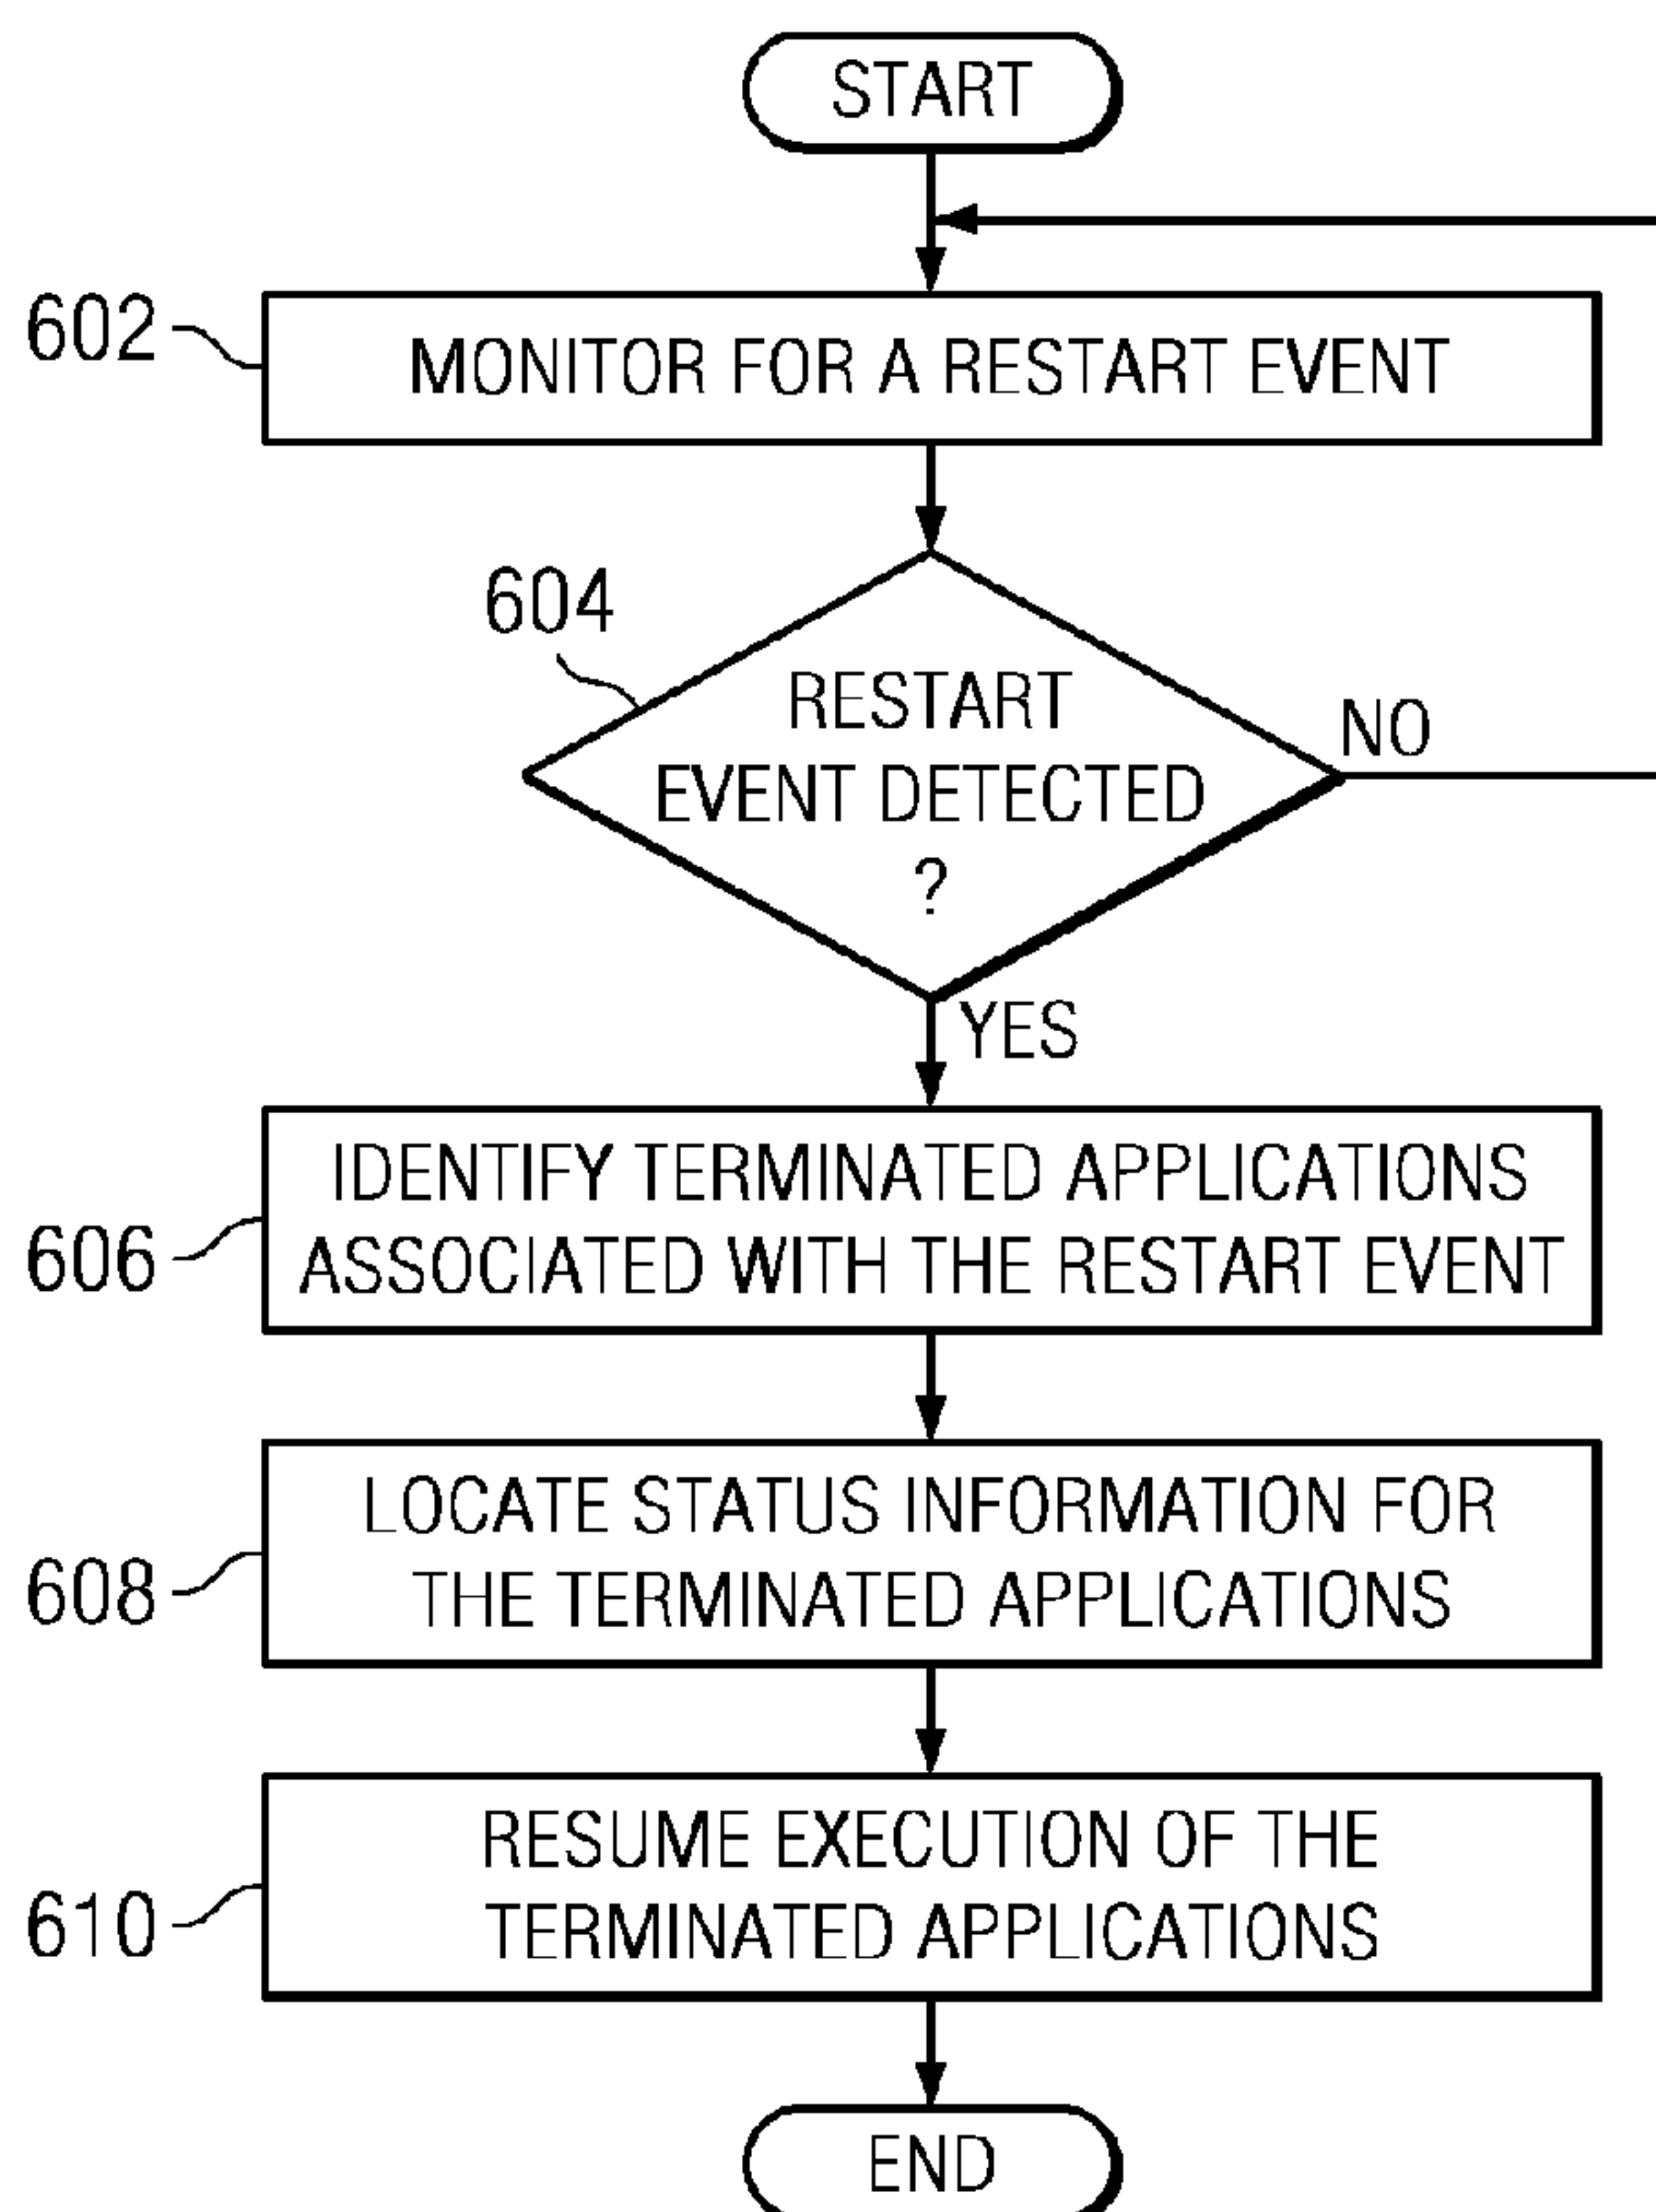 START
602
MONITOR FOR A RESTART EVENT
604
RESTART
EVENT DETECTED
?
NO
YES
606
IDENTIFY TERMINATED APPLICATIONS
ASSOCIATED WITH THE RESTART EVENT
608
LOCATE STATUS INFORMATION FOR
THE TERMINATED APPLICATIONS
610
RESUME EXECUTION OF THE
TERMINATED APPLICATIONS
END